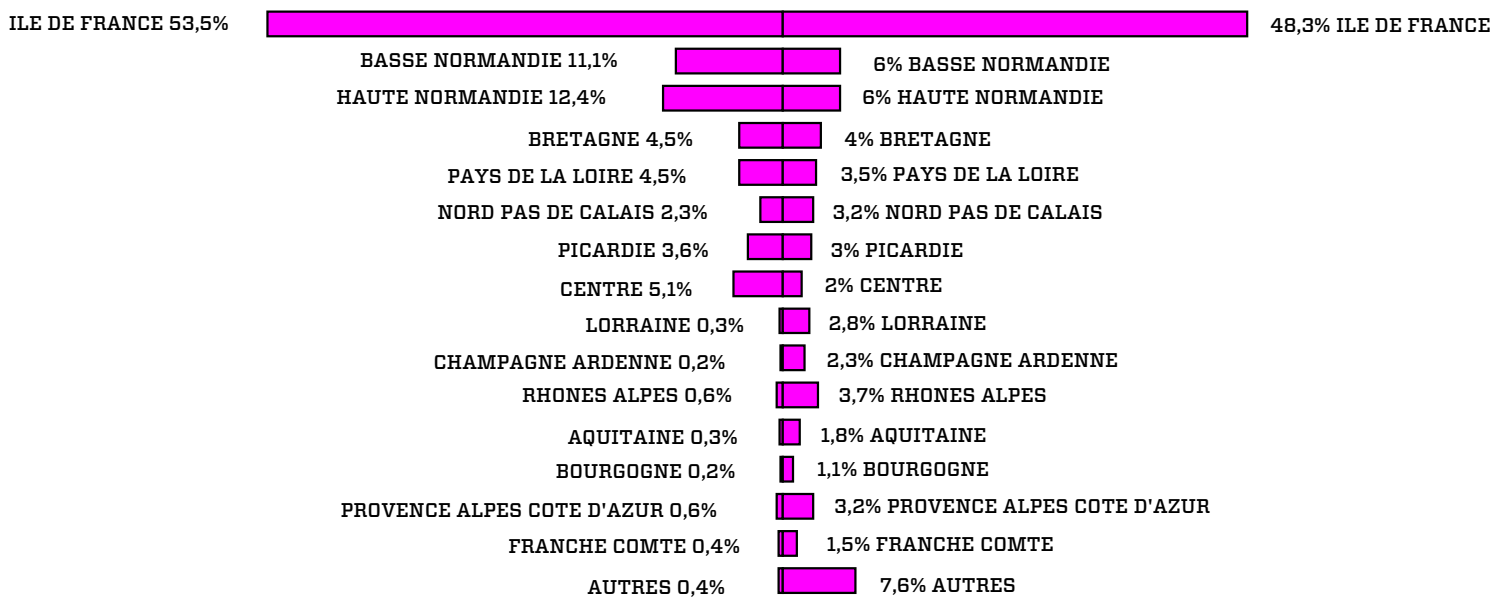 ILE DE FRANCE 53,5% 48,3% ILE DE FRANCE
BASSE NORMANDIE 11,1% 6% BASSE NORMANDIE
HAUTE NORMANDIE 12,4% 6% HAUTE NORMANDIE
BRETAGNE 4,5% 4% BRETAGNE
PAYS DE LA LOIRE 4,5% 3,5% PAYS DE LA LOIRE
NORD PAS DE CALAIS 2,3% 3,2% NORD PAS DE CALAIS
PICARDIE 3,6% 3% PICARDIE
CENTRE 5,1% 2% CENTRE
LORRAINE 0,3% 2,8% LORRAINE
CHAMPAGNE ARDENNE 0,2% 2,3% CHAMPAGNE ARDENNE
RHONES ALPES 0,6% 3,7% RHONES ALPES
AQUITAINE 0,3% 1,8% AQUITAINE
BOURGOGNE 0,2% 1,1% BOURGOGNE
PROVENCE ALPES COTE D'AZUR 0,6% 3,2% PROVENCE ALPES COTE D'AZUR
FRANCHE COMTE 0,4% 1,5% FRANCHE COMTE
AUTRES 0,4% 7,6% AUTRES